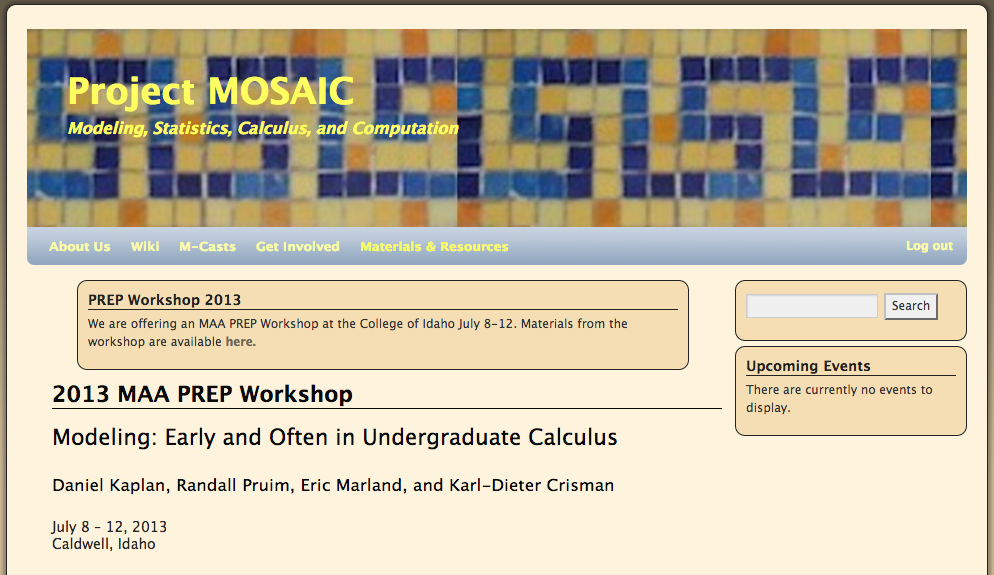 Project MOSAIC
Modeling, Statistics, Calculus, and Computation
About Us Wiki M-Casts Get Involved Materials & Resources Log out
PREP Workshop 2013
We are offering an MAA PREP Workshop at the College of Idaho July 8-12. Materials from the
workshop are available here.
Search
Upcoming Events
There are currently no events to
display.
2013 MAA PREP Workshop
Modeling: Early and Often in Undergraduate Calculus
Daniel Kaplan, Randall Pruim, Eric Marland, and Karl-Dieter Crisman
July 8 - 12, 2013
Caldwell, Idaho